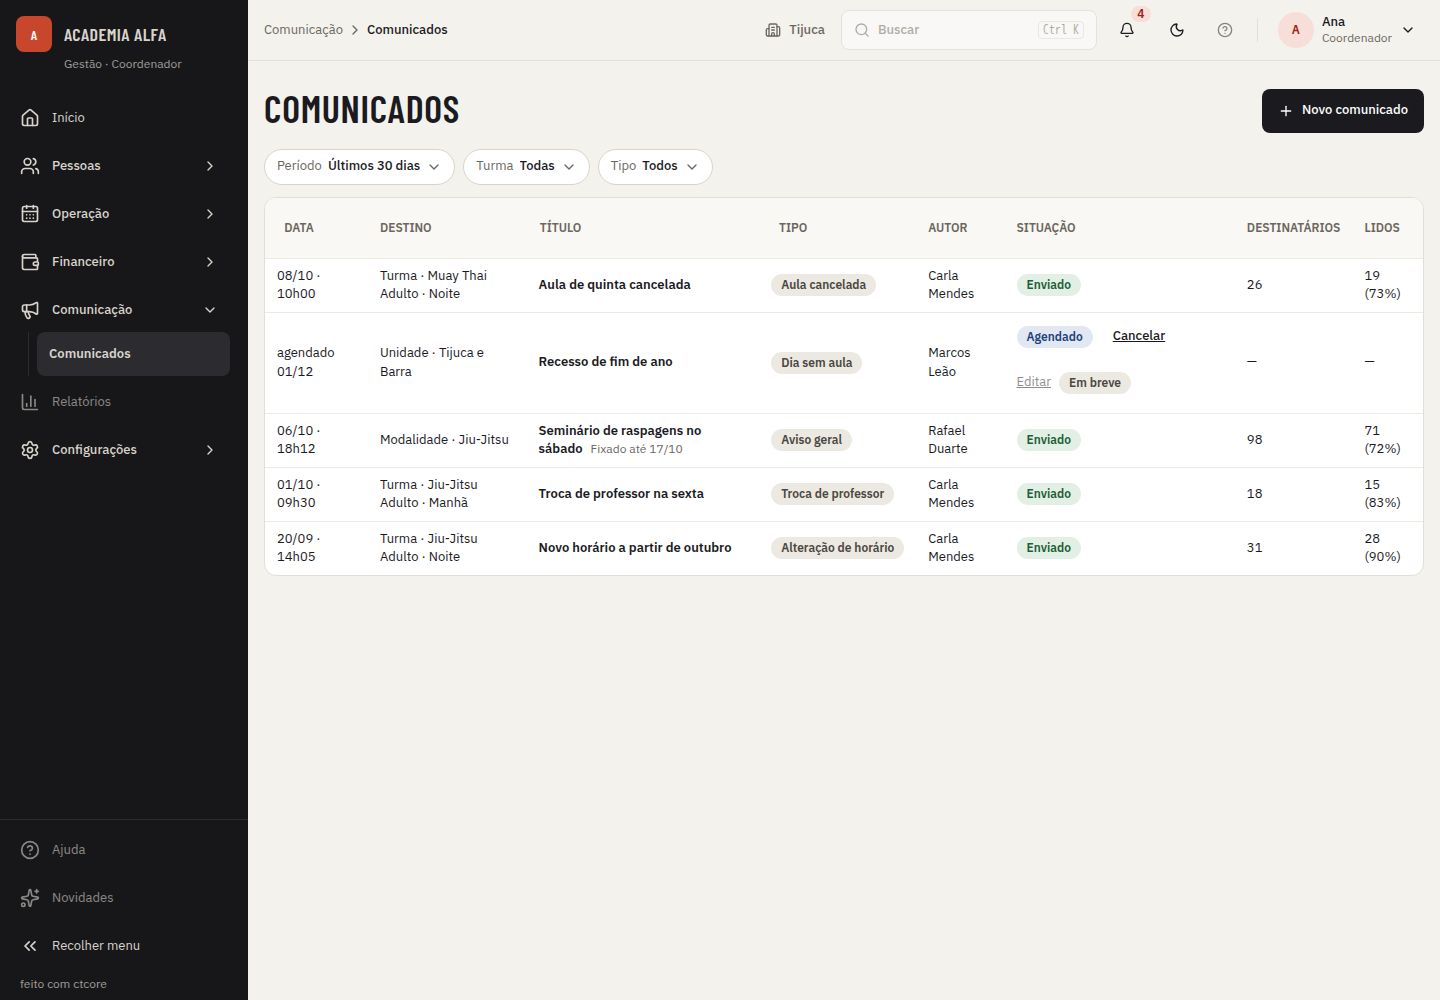 A
ACADEMIA ALFA
Gestão · Coordenador
Início
Pessoas
Operação
Financeiro
Comunicação
Comunicados
Relatórios
Configurações
Ajuda
Novidades
Recolher menu
feito com ctcore
Comunicação
Comunicados
Tijuca
Buscar
Ctrl K
4
A
Ana
Coordenador
COMUNICADOS
Novo comunicado
Período Últimos 30 dias
Turma Todas
Tipo Todos
DATA DESTINO TÍTULO TIPO AUTOR SITUAÇÃO DESTINATÁRIOS LIDOS
08/10 ·
10h00
Turma · Muay Thai
Adulto · Noite
Aula de quinta cancelada
Aula cancelada
Carla
Mendes
Enviado
26
19
(73%)
agendado
01/12
Unidade · Tijuca e
Barra
Recesso de fim de ano
Dia sem aula
Marcos
Leão
Agendado Cancelar
Editar Em breve
—
—
06/10 ·
18h12
Modalidade · Jiu-Jitsu
Seminário de raspagens no
sábado Fixado até 17/10
Aviso geral
Rafael
Duarte
Enviado
98
71
(72%)
01/10 ·
09h30
Turma · Jiu-Jitsu
Adulto · Manhã
Troca de professor na sexta
Troca de professor
Carla
Mendes
Enviado
18
15
(83%)
20/09 ·
14h05
Turma · Jiu-Jitsu
Adulto · Noite
Novo horário a partir de outubro
Alteração de horário
Carla
Mendes
Enviado
31
28
(90%)